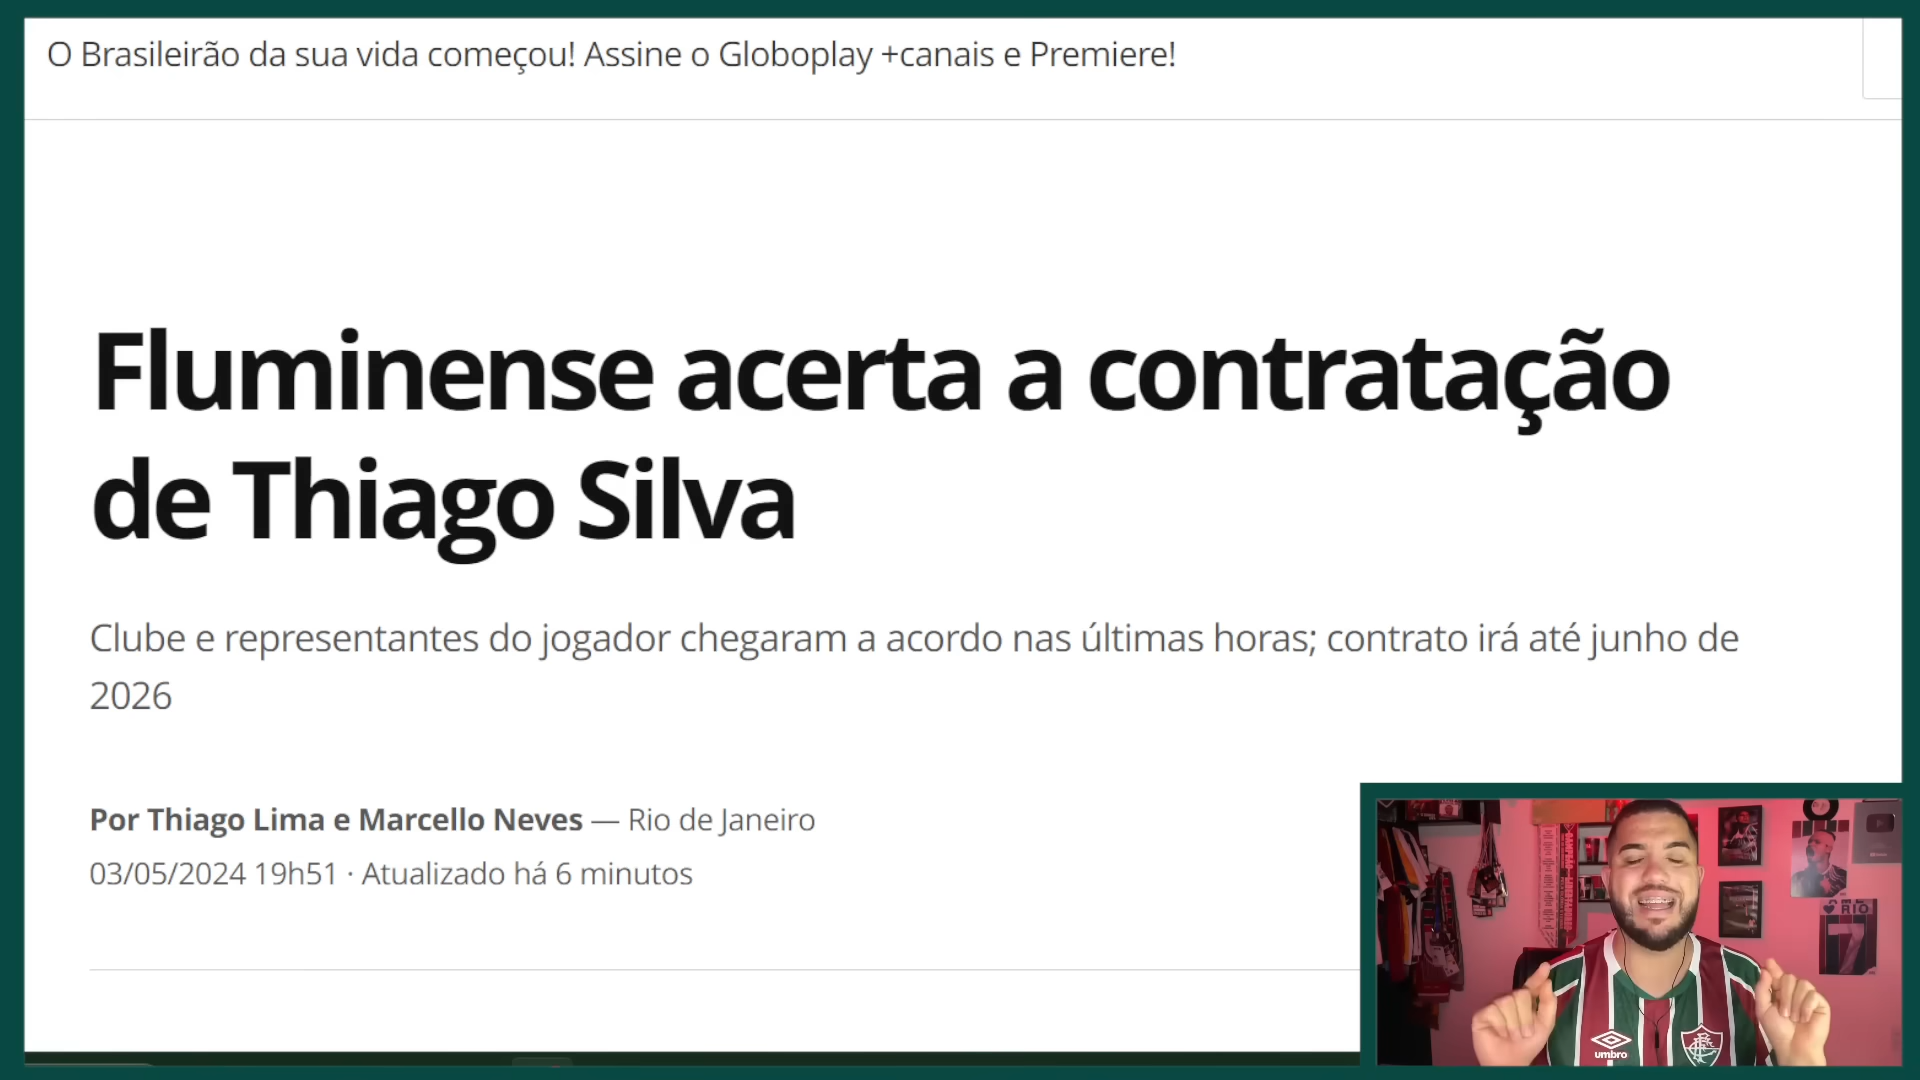 O Brasileirão da sua vida começou! Assine o Globoplay +canais e Premiere!
Fluminense acerta a contratação
de Thiago Silva
Clube e representantes do jogador chegaram a acordo nas últimas horas; contrato irá até junho de
2026
Por Thiago Lima e Marcello Neves — Rio de Janeiro
03/05/2024 19h51 · Atualizado há 6 minutos
RIO
7
umbro